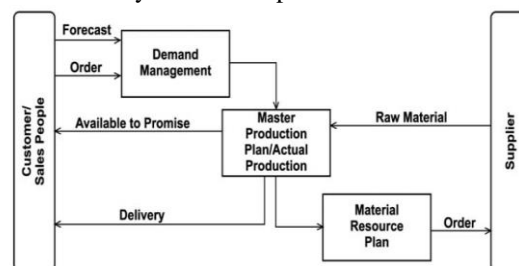 Forecast
Order
Demand
Management
Customer/
Sales People
Available to Promise
Master
Production
Plan/Actual
Production
Raw Material
Supplier
Delivery
Material
Resource
Plan
Order